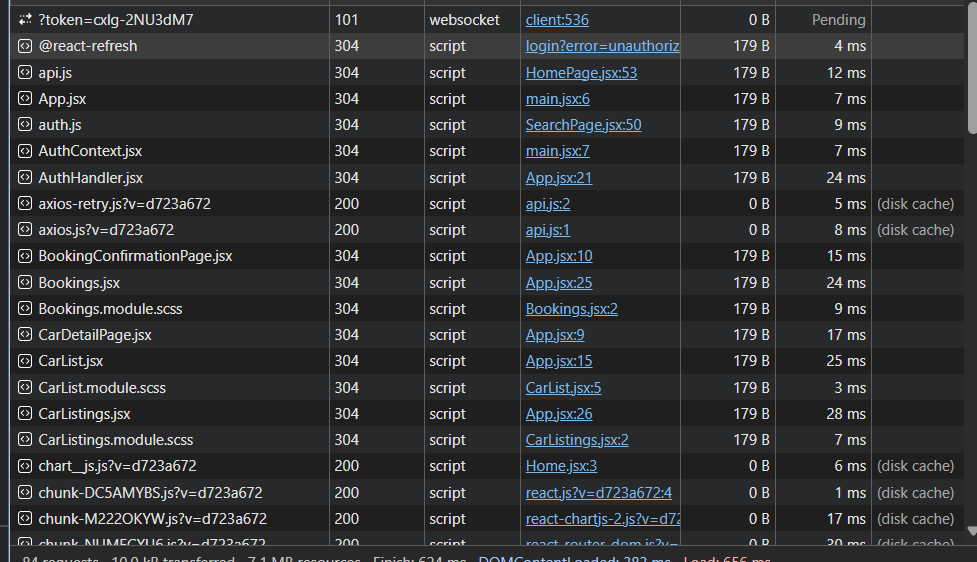 ?token=cxlg-2NU3dM7 101 websocket client:536 0 B Pending
@react-refresh 304 script login?error=unauthoriz 179 B 4 ms
api.js 304 script HomePage.jsx:53 179 B 12 ms
App.jsx 304 script main.jsx:6 179 B 7 ms
auth.js 304 script SearchPage.jsx:50 179 B 9 ms
AuthContext.jsx 304 script main.jsx:7 179 B 7 ms
AuthHandler.jsx 304 script App.jsx:21 179 B 24 ms
axios-retry.js?v=d723a672 200 script api.js:2 0 B 5 ms (disk cache)
axios.js?v=d723a672 200 script api.js:1 0 B 8 ms (disk cache)
BookingConfirmationPage.jsx 304 script App.jsx:10 179 B 15 ms
Bookings.jsx 304 script App.jsx:25 179 B 24 ms
Bookings.module.scss 304 script Bookings.jsx:2 179 B 9 ms
CarDetailPage.jsx 304 script App.jsx:9 179 B 17 ms
CarList.jsx 304 script App.jsx:15 179 B 25 ms
CarList.module.scss 304 script CarList.jsx:5 179 B 3 ms
CarListings.jsx 304 script App.jsx:26 179 B 28 ms
CarListings.module.scss 304 script CarListings.jsx:2 179 B 7 ms
chart__js.js?v=d723a672 200 script Home.jsx:3 0 B 6 ms (disk cache)
chunk-DC5AMYBS.js?v=d723a672 200 script react.js?v=d723a672:4 0 B 1 ms (disk cache)
chunk-M222OKYW.js?v=d723a672 200 script react-chartjs-2.js?v=d72 0 B 17 ms (disk cache)
chunk-NUMECYU6.js?v=d723a672 200 script react-router-dom.js?v= 0 B 30 ms (disk cache)
84 requests 10.0 kB transferred 7.1 MB resources Finish: 624 ms DOMContentLoaded: 282 ms Load: 656 ms